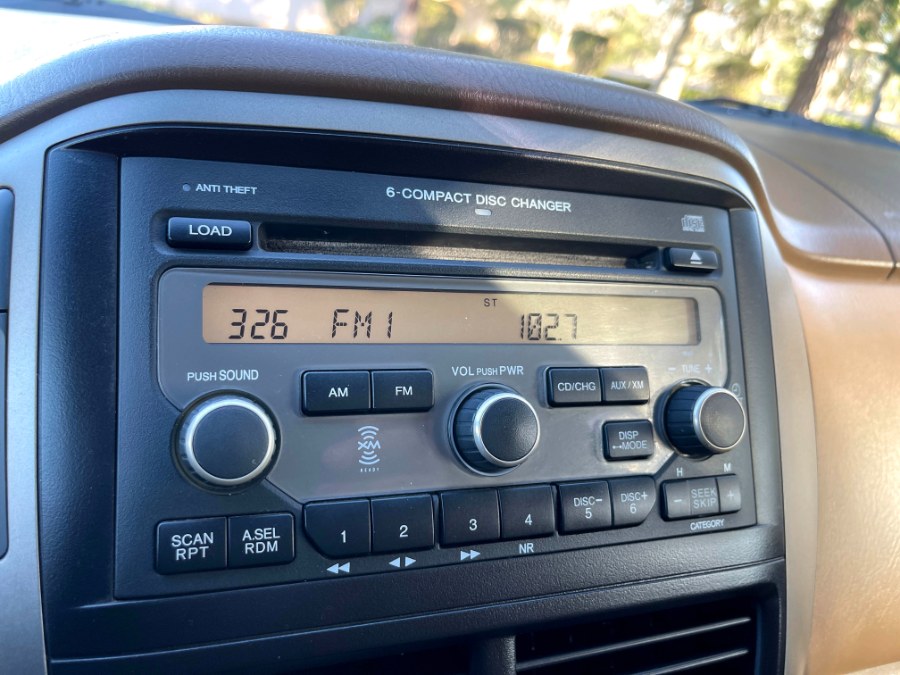 ANTI THEFT
6-COMPACT DISC CHANGER
LOAD
ST
326 FM1 102.7
PUSH SOUND
VOL PUSH PWR
- TUNE +
AM FM
CD/CHG AUX/XM
XM
READY
DISP
MODE
H M
SCAN
RPT
A.SEL
RDM
1 2 3 4
DISC-
5
DISC+
6
- SEEK
SKIP +
NR
CATEGORY